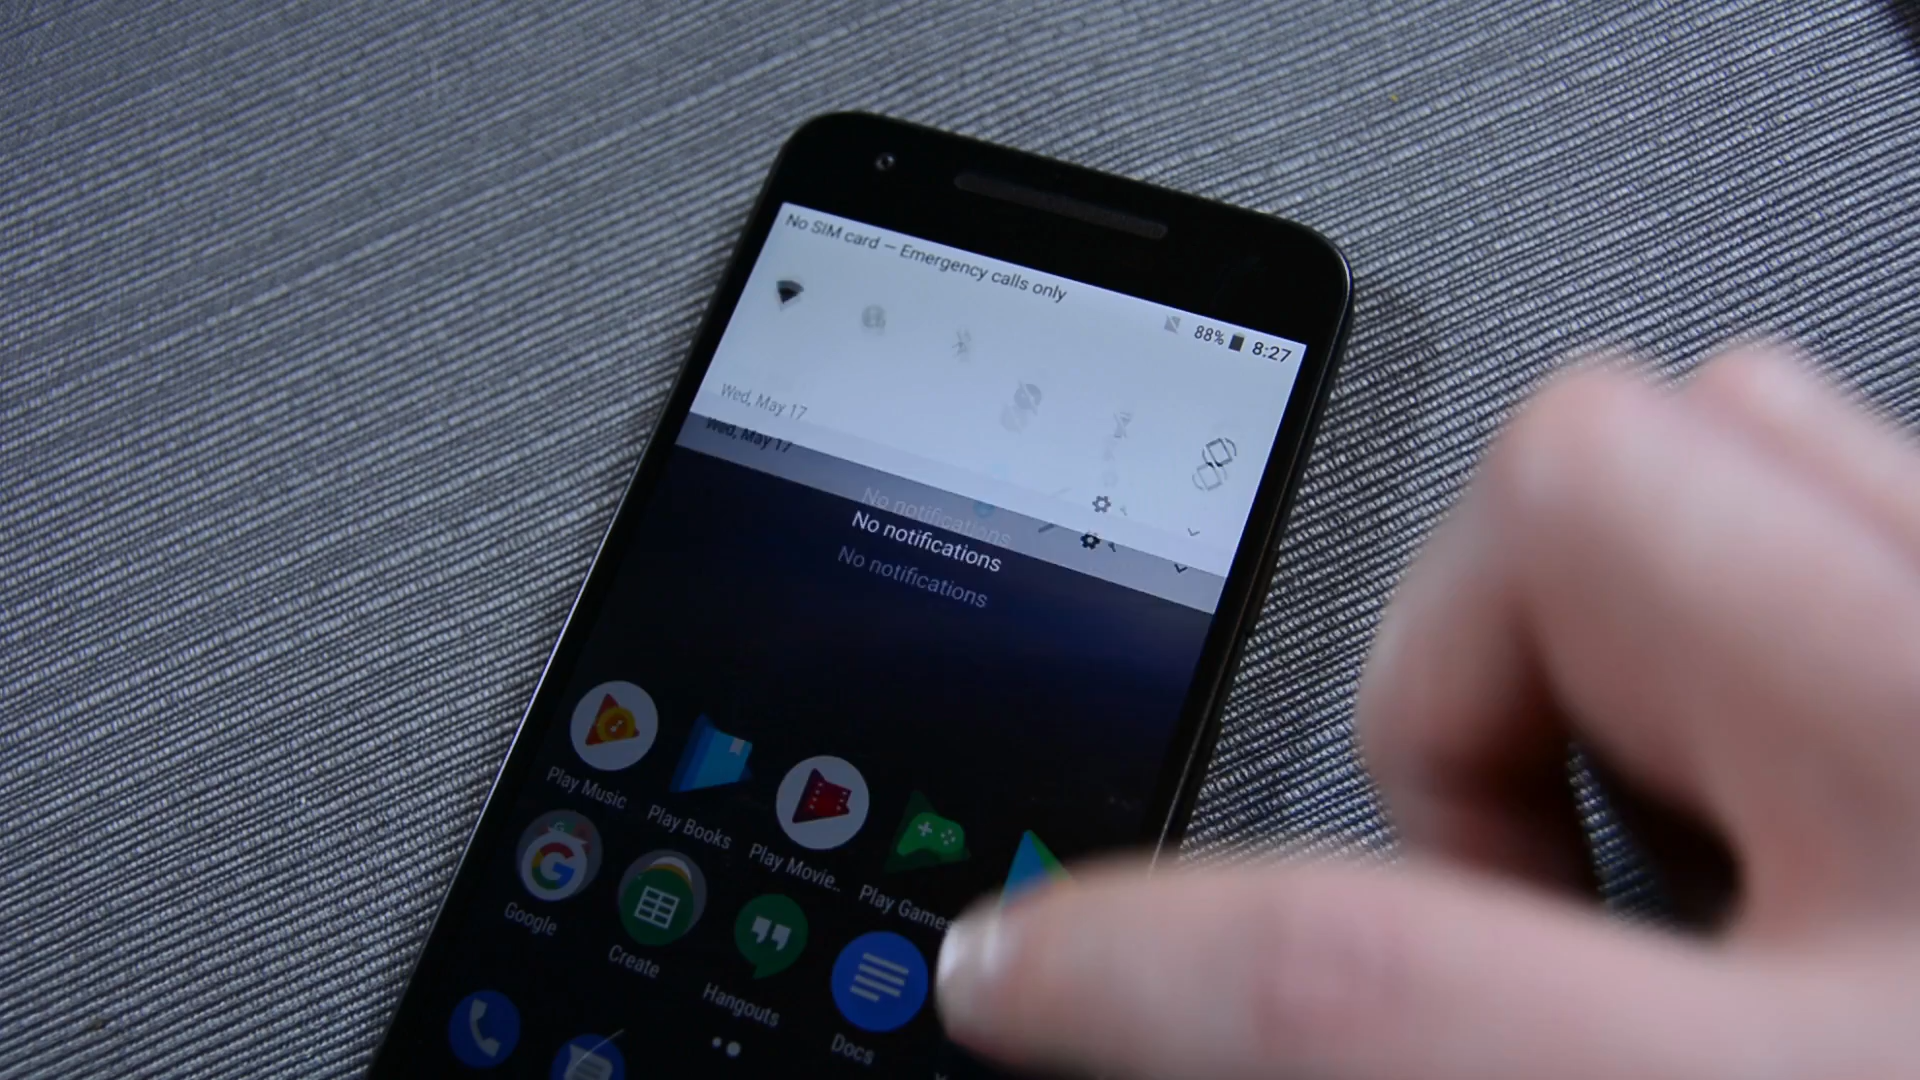 No SIM card — Emergency calls only
88% 8:27
Wed, May 17
Wed, May 17
No notifications
No notifications
No notifications
Play Music
Play Books
Play Movie..
Play Games
Google
Create
Hangouts
Docs